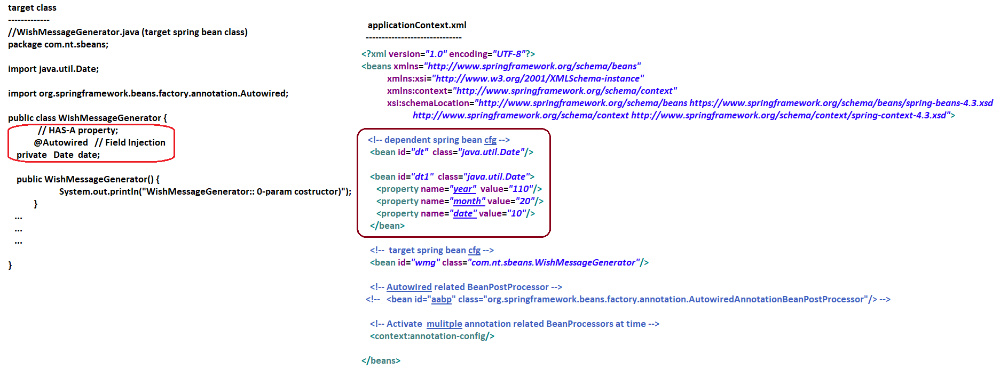 target class
-------------
//WishMessageGenerator.java (target spring bean class)
package com.nt.sbeans;
import java.util.Date;
import org.springframework.beans.factory.annotation.Autowired;
public class WishMessageGenerator {
// HAS-A property;
@Autowired // Field Injection
private Date date;
public WishMessageGenerator() {
System.out.println("WishMessageGenerator:: 0-param costructor)");
}
...
...
...
}
applicationContext.xml
------------------------------
<?xml version="1.0" encoding="UTF-8"?>
<beans xmlns="http://www.springframework.org/schema/beans"
xmlns:xsi="http://www.w3.org/2001/XMLSchema-instance"
xmlns:context="http://www.springframework.org/schema/context"
xsi:schemaLocation="http://www.springframework.org/schema/beans https://www.springframework.org/schema/beans/spring-beans-4.3.xsd
http://www.springframework.org/schema/context http://www.springframework.org/schema/context/spring-context-4.3.xsd">
<!-- dependent spring bean cfg -->
<bean id="dt" class="java.util.Date"/>
<bean id="dt1" class="java.util.Date">
<property name="year" value="110"/>
<property name="month" value="20"/>
<property name="date" value="10"/>
</bean>
<!-- target spring bean cfg -->
<bean id="wmg" class="com.nt.sbeans.WishMessageGenerator"/>
<!-- Autowired related BeanPostProcessor -->
<!-- <bean id="aabp" class="org.springframework.beans.factory.annotation.AutowiredAnnotationBeanPostProcessor"/> -->
<!-- Activate mulitple annotation related BeanProcessors at time -->
<context:annotation-config/>
</beans>